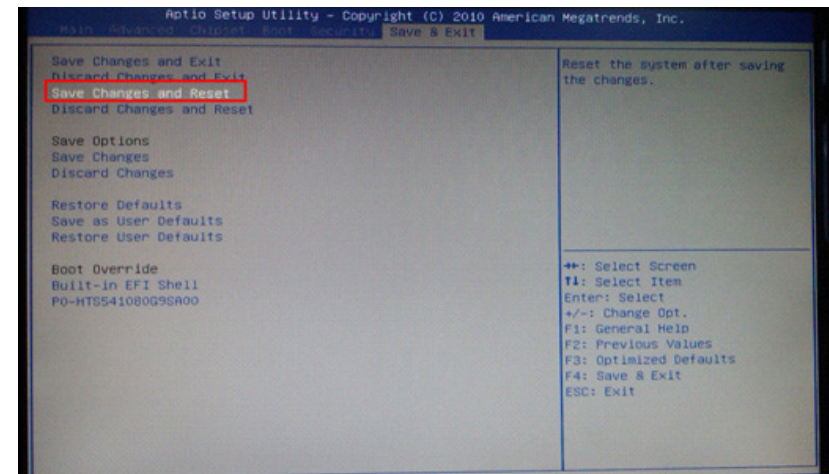 Aptio Setup Utility - Copyright (C) 2010 American Megatrends, Inc.
Main Advanced Chipset Boot Security Save & Exit
Save Changes and Exit
Discard Changes and Exit
Save Changes and Reset
Discard Changes and Reset
Save Options
Save Changes
Discard Changes
Restore Defaults
Save as User Defaults
Restore User Defaults
Boot Override
Built-in EFI Shell
P0-HTS541080G9SA00
Reset the system after saving
the changes.
→←: Select Screen
↑↓: Select Item
Enter: Select
+/-: Change Opt.
F1: General Help
F2: Previous Values
F3: Optimized Defaults
F4: Save & Exit
ESC: Exit